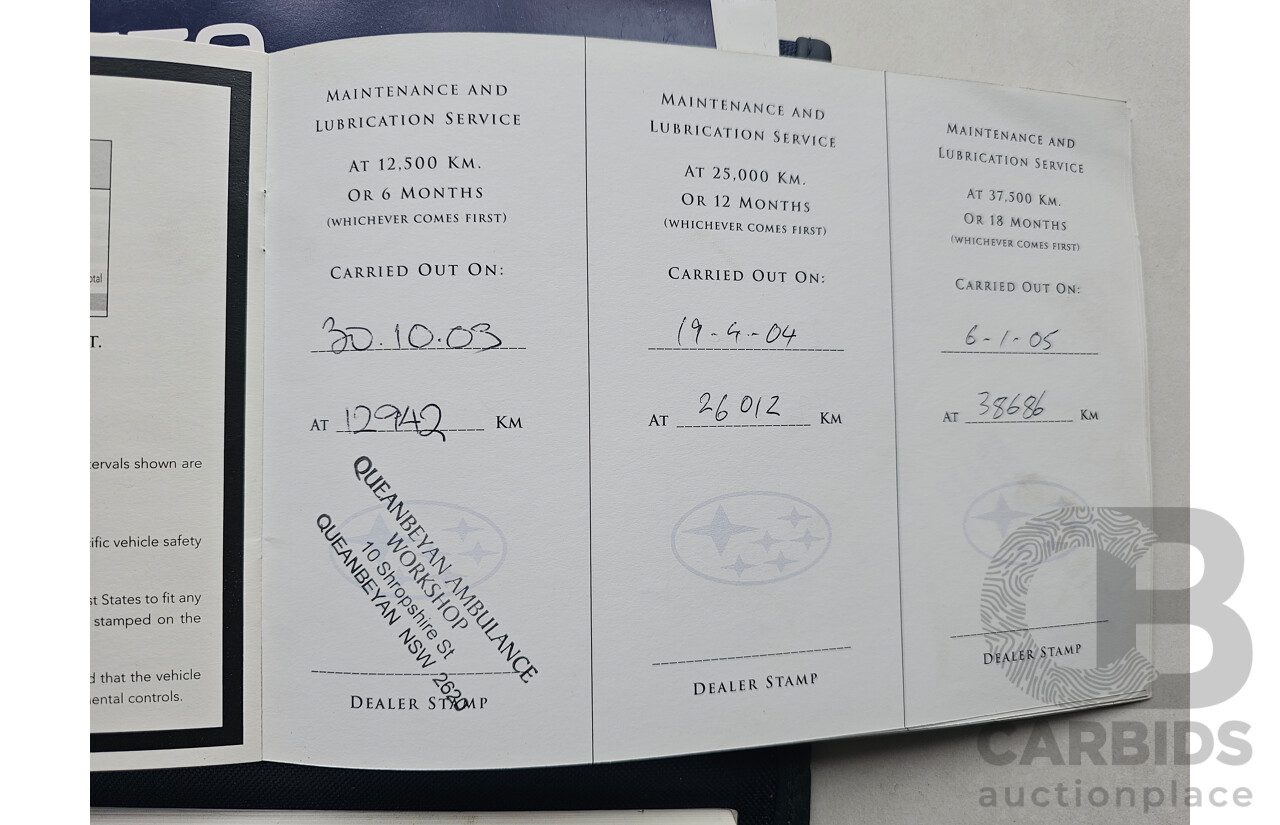 otal
T.
tervals shown are
ific vehicle safety
st States to fit any
stamped on the
d that the vehicle
ental controls.
MAINTENANCE AND
LUBRICATION SERVICE
AT 12,500 KM.
OR 6 MONTHS
(WHICHEVER COMES FIRST)
CARRIED OUT ON:
30.10.03
AT 12942 KM
QUEANBEYAN AMBULANCE
WORKSHOP
10 Shropshire St
QUEANBEYAN NSW 2620
DEALER STAMP
MAINTENANCE AND
LUBRICATION SERVICE
AT 25,000 KM.
OR 12 MONTHS
(WHICHEVER COMES FIRST)
CARRIED OUT ON:
19-4-04
AT 26012 KM
DEALER STAMP
MAINTENANCE AND
LUBRICATION SERVICE
AT 37,500 KM.
OR 18 MONTHS
(WHICHEVER COMES FIRST)
CARRIED OUT ON:
6-1-05
AT 38686 KM
DEALER STAMP
CB
CARBIDS
auctionplace